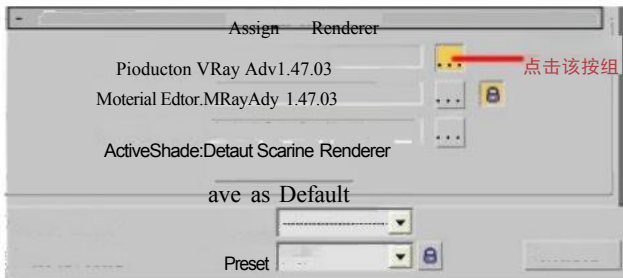 Assign Renderer
Pioducton VRay Adv1.47.03
点击该按组
Moterial Edtor.MRayAdy 1.47.03
ActiveShade:Detaut Scarine Renderer
ave as Default
Preset